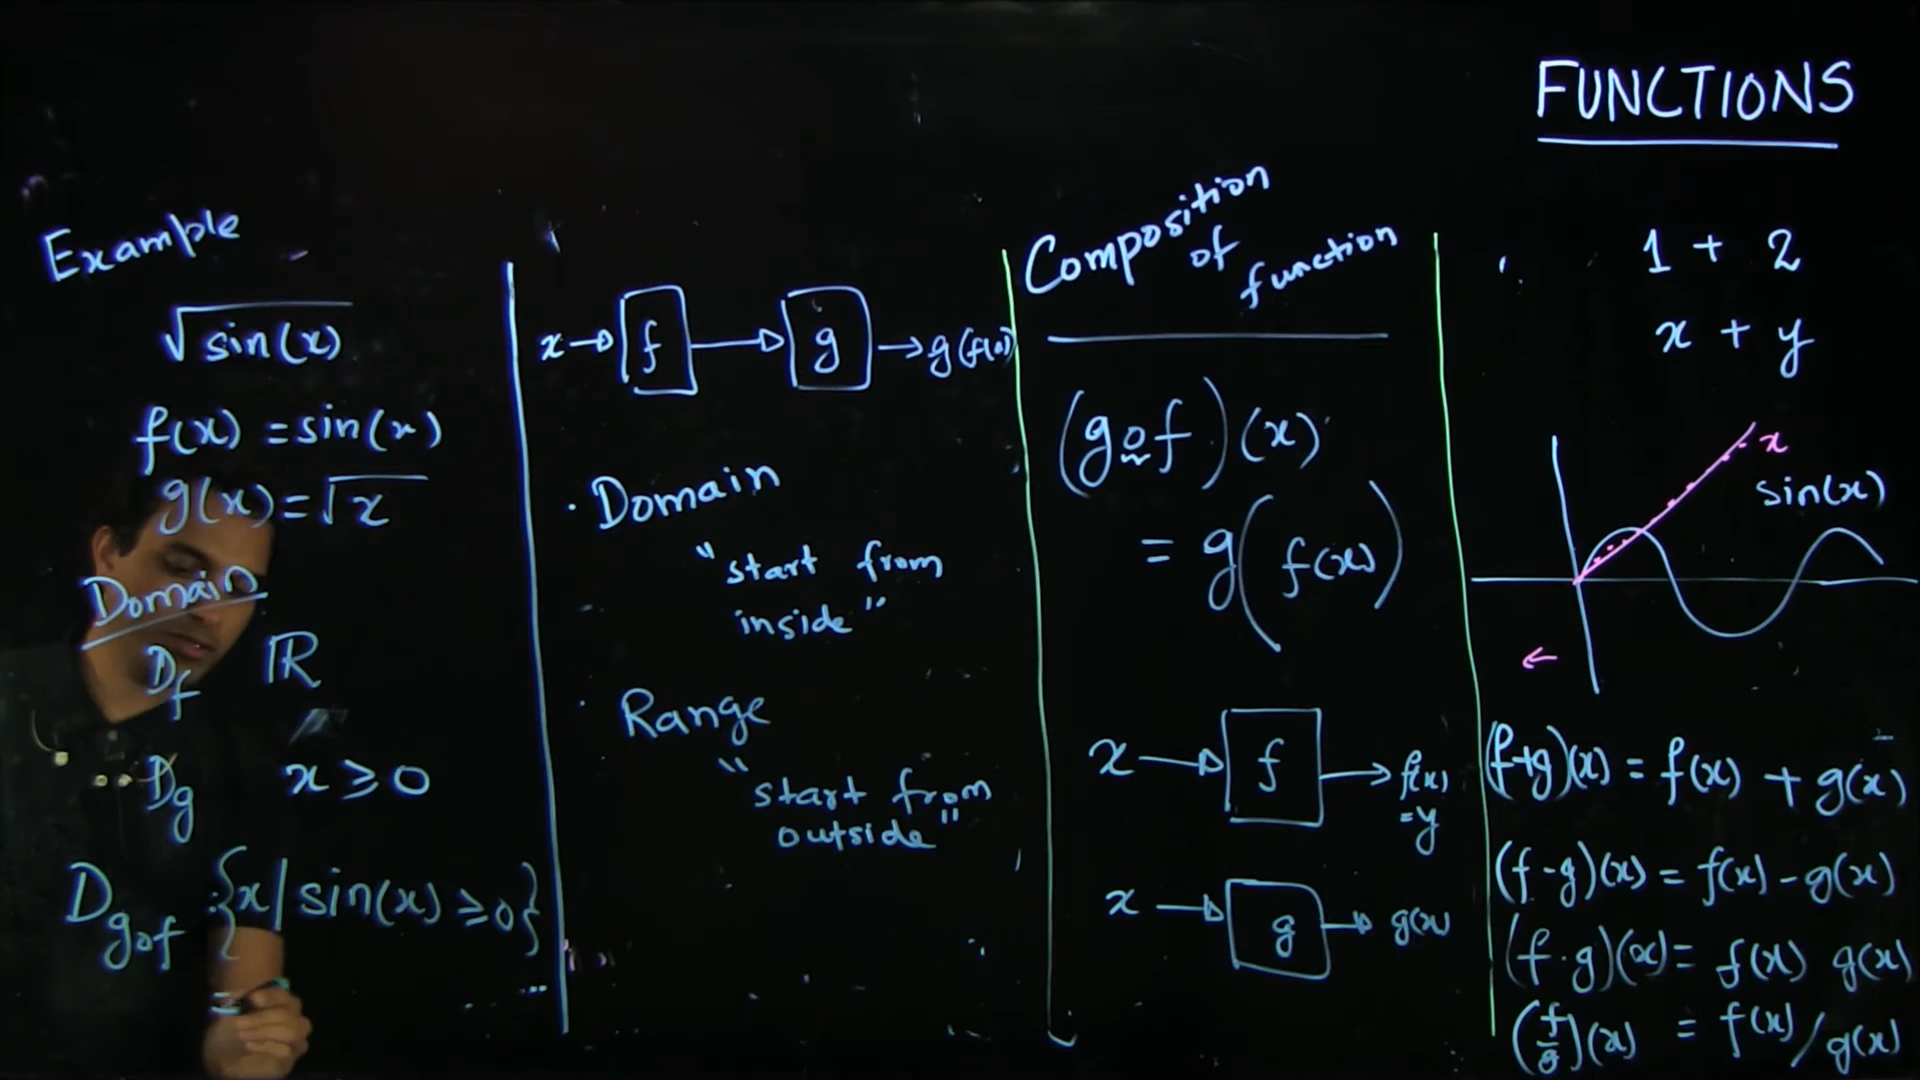 FUNCTIONS
Example
√sin(x)
f(x) = sin(x)
g(x) = √x
Domain
D_f ℝ
D_g x ≥ 0
D_gof : {x | sin(x) ≥ 0}
=
x → f → g → g(f(x))
· Domain
"start from
inside"
· Range
"start from
outside"
Composition
of
function
(g o f)(x)
= g(f(x))
x → f → f(x)
= y
x → g → g(x)
1 + 2
x + y
x
sin(x)
←
(f+g)(x) = f(x) + g(x)
(f-g)(x) = f(x) - g(x)
(f·g)(x) = f(x) g(x)
(f/g)(x) = f(x)/g(x)